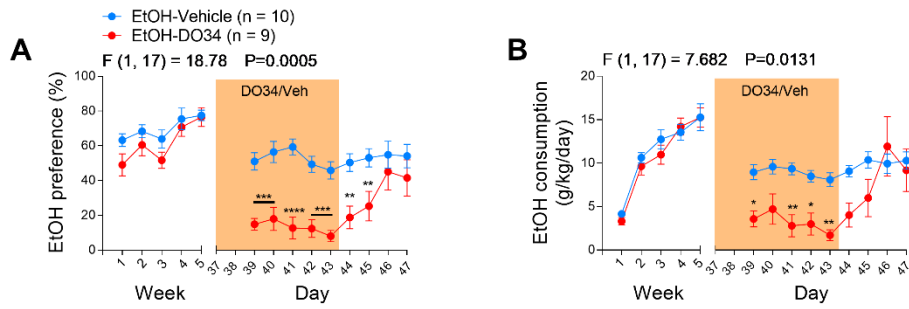 EtOH-Vehicle (n = 10)
EtOH-DO34 (n = 9)
A
F (1, 17) = 18.78 P=0.0005
EtOH preference (%)
100
80
60
40
20
0
DO34/Veh
***
****
***
**
**
1 2 3 4 5
37 38 39 40 41 42 43 44 45 46 47
Week
Day
B
F (1, 17) = 7.682 P=0.0131
EtOH consumption
(g/kg/day)
20
15
10
5
0
DO34/Veh
*
**
*
**
1 2 3 4 5
37 38 39 40 41 42 43 44 45 46 47
Week
Day